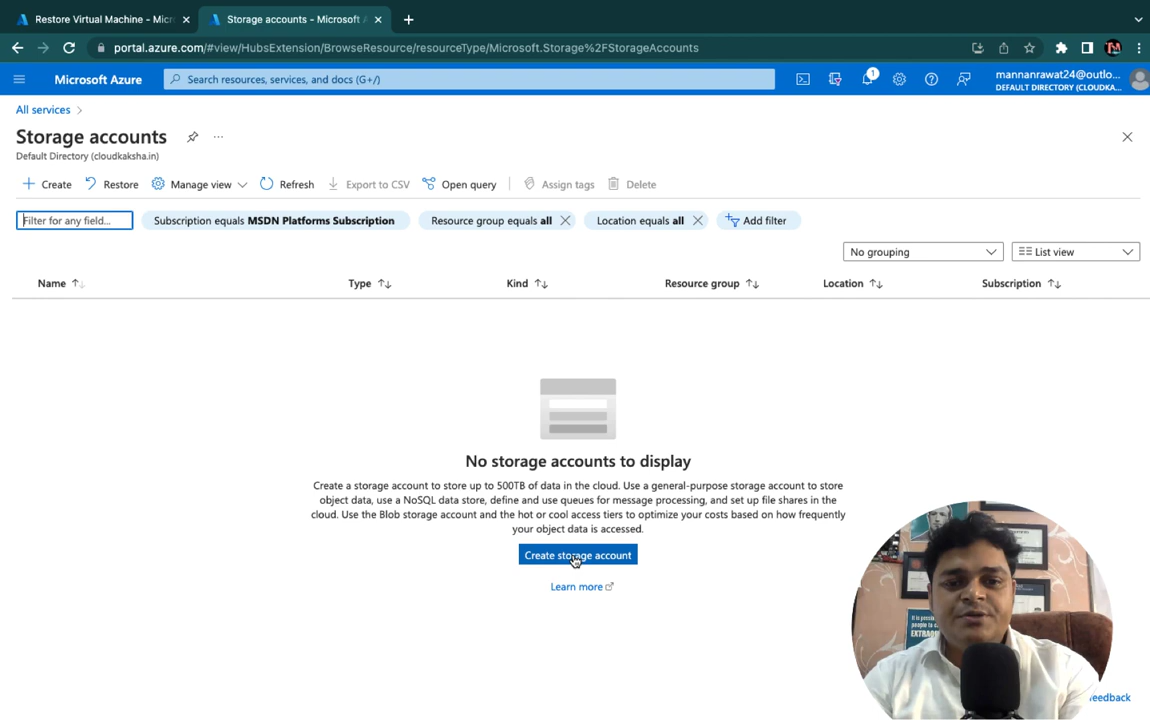 Restore Virtual Machine - Micr
Storage accounts - Microsoft A
portal.azure.com/#view/HubsExtension/BrowseResource/resourceType/Microsoft.Storage%2FStorageAccounts
Microsoft Azure
Search resources, services, and docs (G+/)
1
mannanrawat24@outlo...
DEFAULT DIRECTORY (CLOUDKA...
All services >
Storage accounts
Default Directory (cloudkaksha.in)
Create Restore Manage view Refresh Export to CSV Open query Assign tags Delete
Filter for any field... Subscription equals MSDN Platforms Subscription Resource group equals all Location equals all Add filter
No grouping List view
Name Type Kind Resource group Location Subscription
No storage accounts to display
Create a storage account to store up to 500TB of data in the cloud. Use a general-purpose storage account to store
object data, use a NoSQL data store, define and use queues for message processing, and set up file shares in the
cloud. Use the Blob storage account and the hot or cool access tiers to optimize your costs based on how frequently
your object data is accessed.
Create storage account
Learn more
It is
people to
EXTRAO
feedback